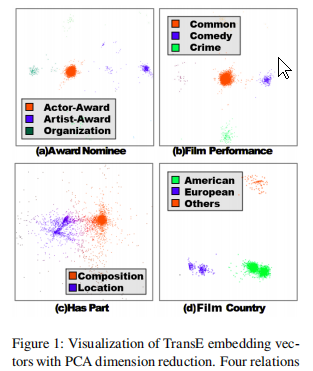 Actor-Award
Artist-Award
Organization
(a)Award Nominee
Common
Comedy
Crime
(b)Film Performance
Composition
Location
(c)Has Part
American
European
Others
(d)Film Country
Figure 1: Visualization of TransE embedding vec-
tors with PCA dimension reduction. Four relations